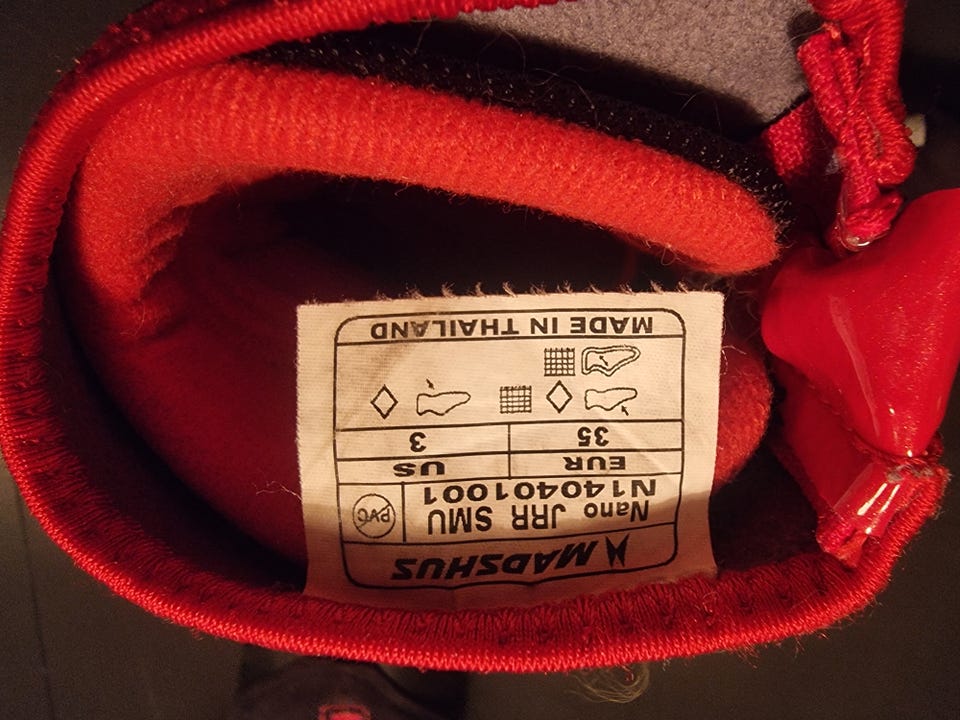 MADSHUS
Nano JRR SMU
N140401001
PVC
EUR US
35 3
MADE IN THAILAND